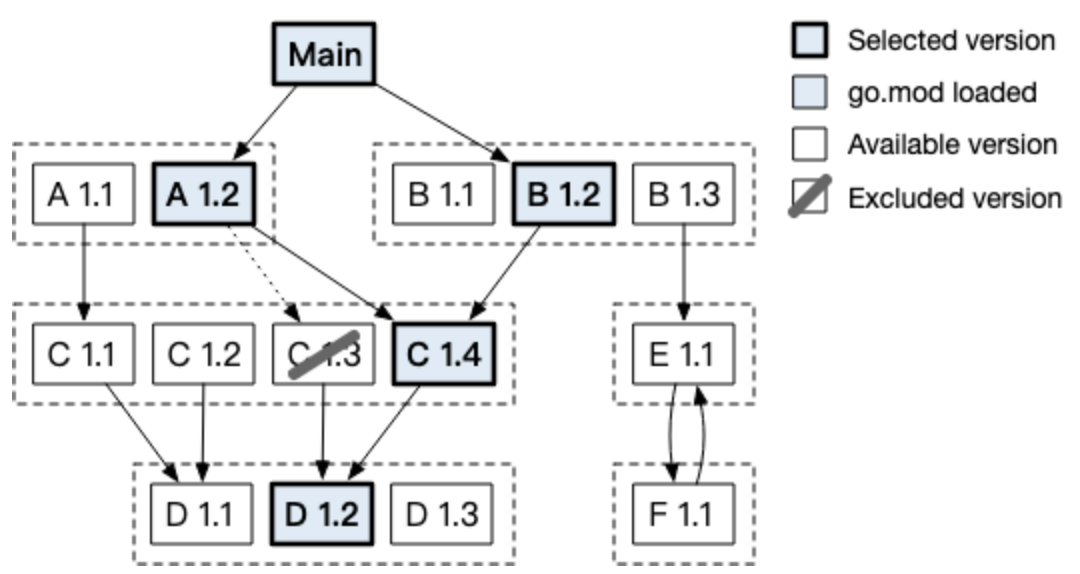 Main
Selected version
go.mod loaded
Available version
Excluded version
A 1.1
A 1.2
B 1.1
B 1.2
B 1.3
C 1.1
C 1.2
C 1.3
C 1.4
E 1.1
D 1.1
D 1.2
D 1.3
F 1.1